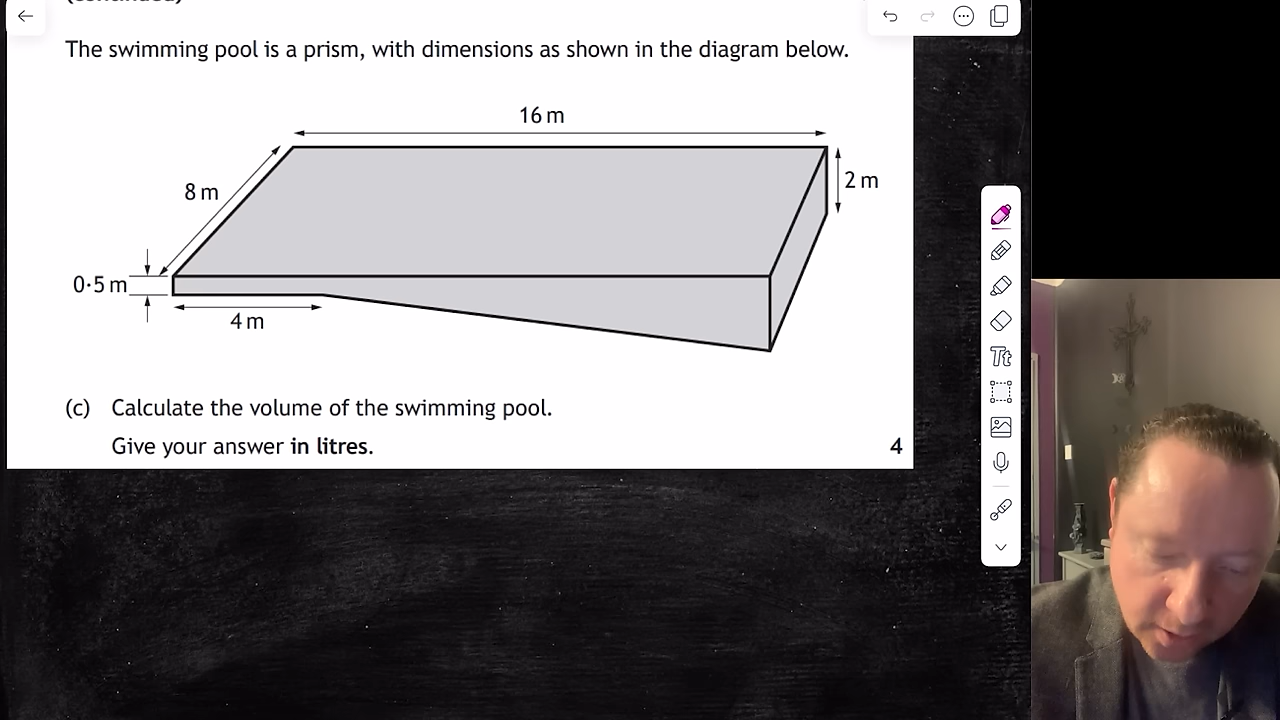 The swimming pool is a prism, with dimensions as shown in the diagram below.
16 m
8 m
2 m
0·5 m
4 m
(c) Calculate the volume of the swimming pool.
Give your answer in litres.
4
Tt